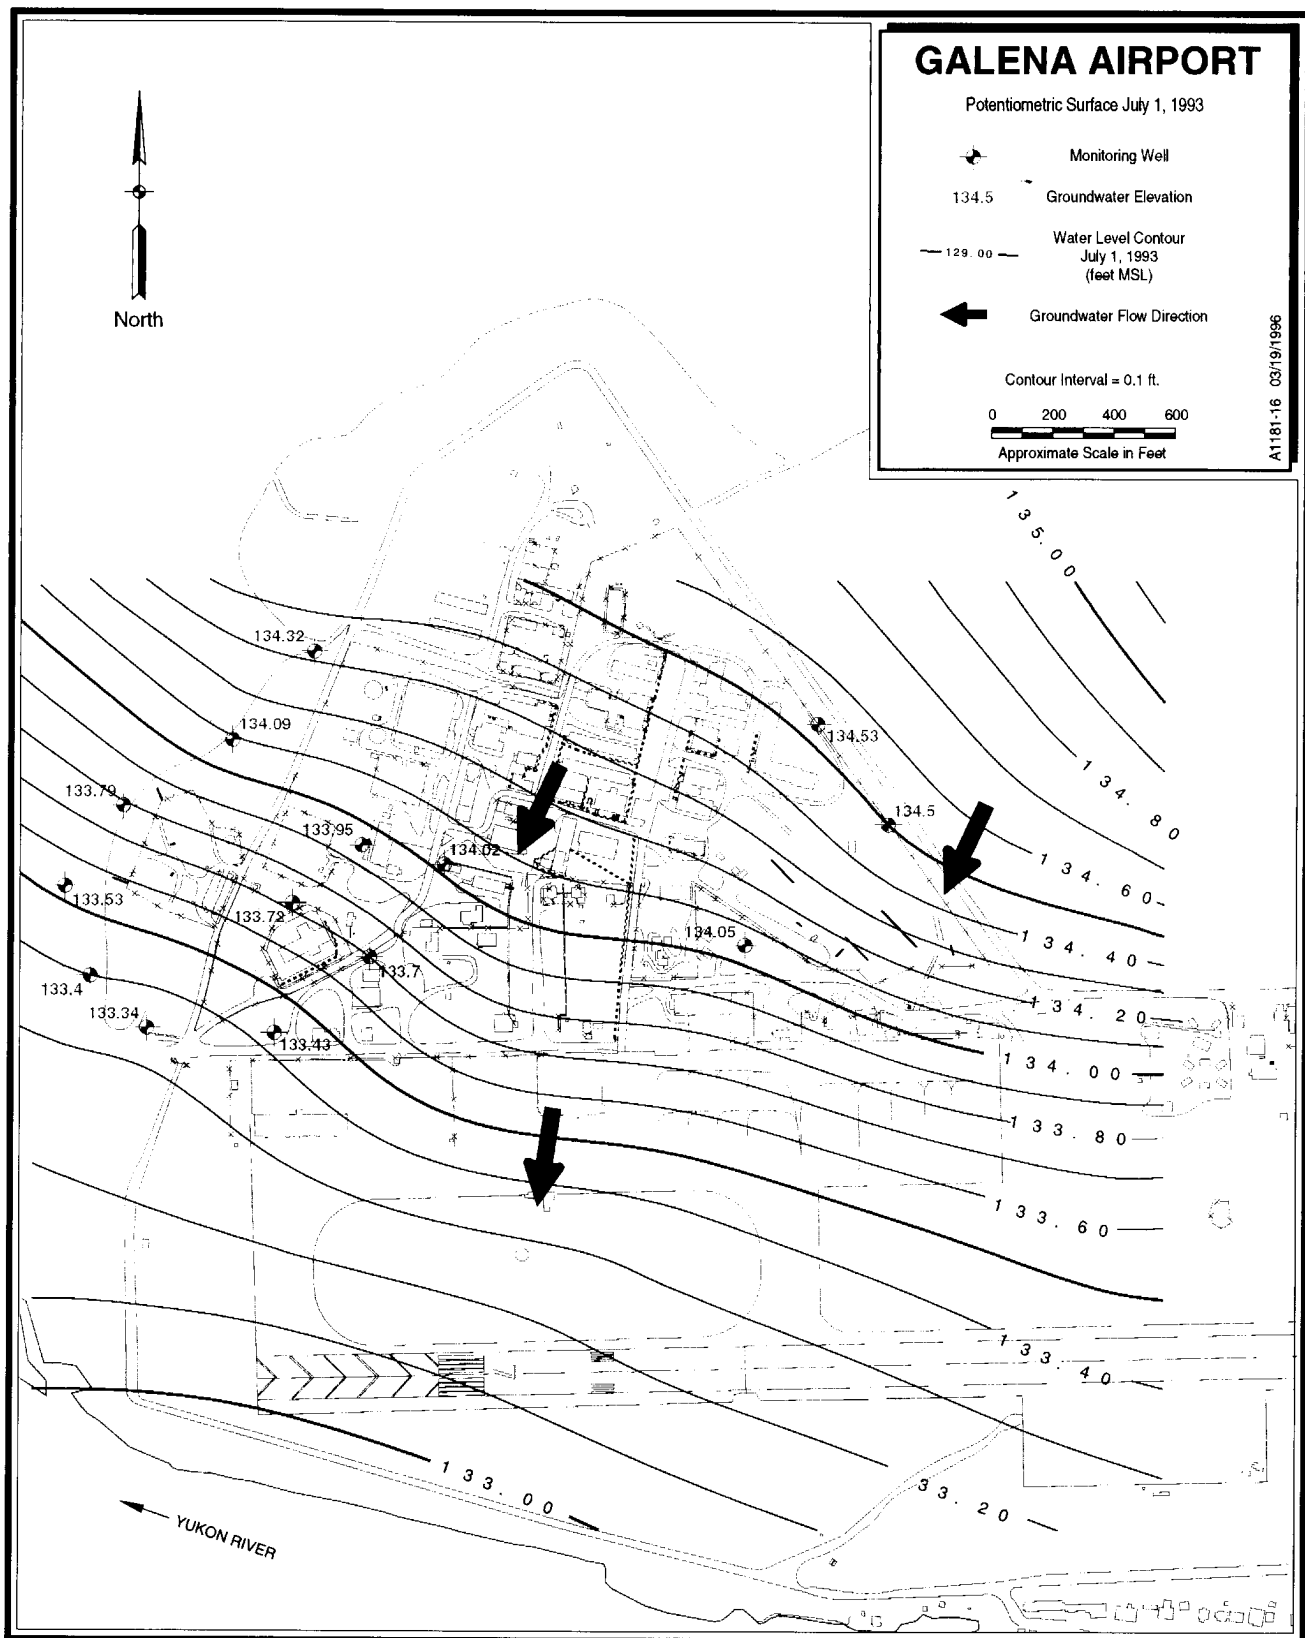 GALENA AIRPORT
Potentiometric Surface July 1, 1993
Monitoring Well
134.5 Groundwater Elevation
129.00 Water Level Contour
July 1, 1993
(feet MSL)
Groundwater Flow Direction
Contour Interval = 0.1 ft.
0 200 400 600
Approximate Scale in Feet
A1181-16 03/19/1996
North
135.00
134.32
134.09
134.53
134.80
133.79
134.5
133.95
134.02
134.60
133.53
133.72
134.05
134.40
133.7
133.4
133.34
134.20
133.43
134.00
133.80
133.60
133.40
33.20
133.00
YUKON RIVER